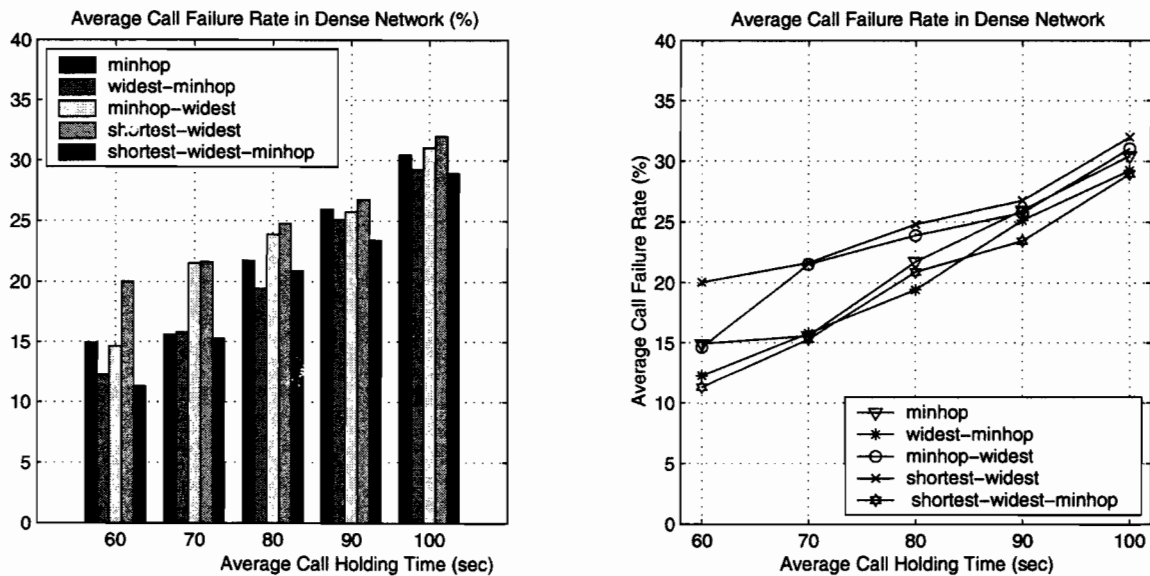 Average Call Failure Rate in Dense Network (%)
40
35
30
25
20
15
10
5
0
minhop
widest-minhop
minhop-widest
shortest-widest
shortest-widest-minhop
60 70 80 90 100
Average Call Holding Time (sec)
Average Call Failure Rate in Dense Network
Average Call Failure Rate (%)
40
35
30
25
20
15
10
5
0
minhop
widest-minhop
minhop-widest
shortest-widest
shortest-widest-minhop
60 70 80 90 100
Average Call Holding Time (sec)